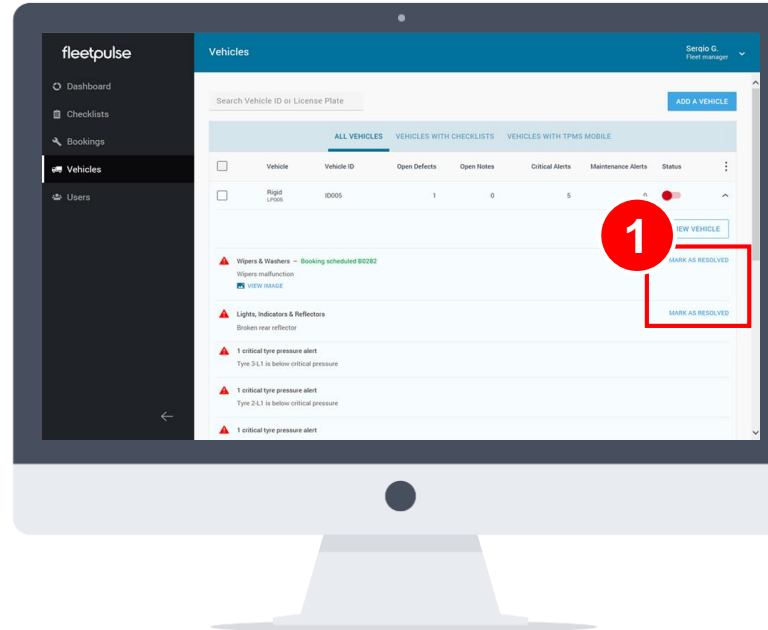 fleetpulse
Vehicles
Sergio G.
Fleet manager
Dashboard
Checklists
Bookings
Vehicles
Users
Search Vehicle ID or License Plate
ADD A VEHICLE
ALL VEHICLES VEHICLES WITH CHECKLISTS VEHICLES WITH TPMS MOBILE
Vehicle Vehicle ID Open Defects Open Notes Critical Alerts Maintenance Alerts Status
Rigid ID005 1 0 5 0
LP005
1
VEHICLE
Wipers & Washers – Booking scheduled B0282 MARK AS RESOLVED
Wipers malfunction
VIEW IMAGE
Lights, Indicators & Reflectors MARK AS RESOLVED
Broken rear reflector
1 critical tyre pressure alert
Tyre 3-L1 is below critical pressure
1 critical tyre pressure alert
Tyre 2-L1 is below critical pressure
1 critical tyre pressure alert